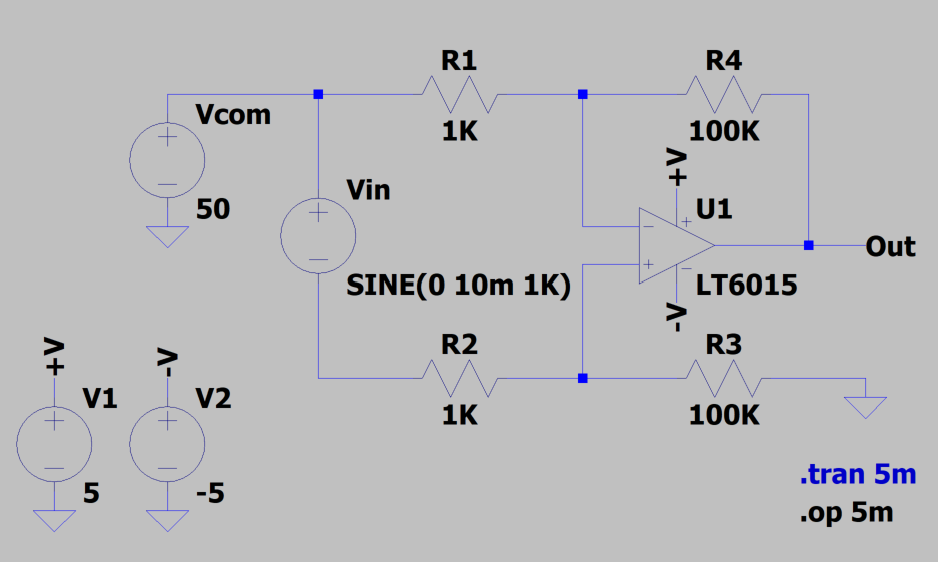 R1
R4
Vcom
1K
100K
+V
Vin
50
U1
Out
SINE(0 10m 1K)
LT6015
-V
R2
R3
+V
-V
V1
V2
1K
100K
5
-5
.tran 5m
.op 5m